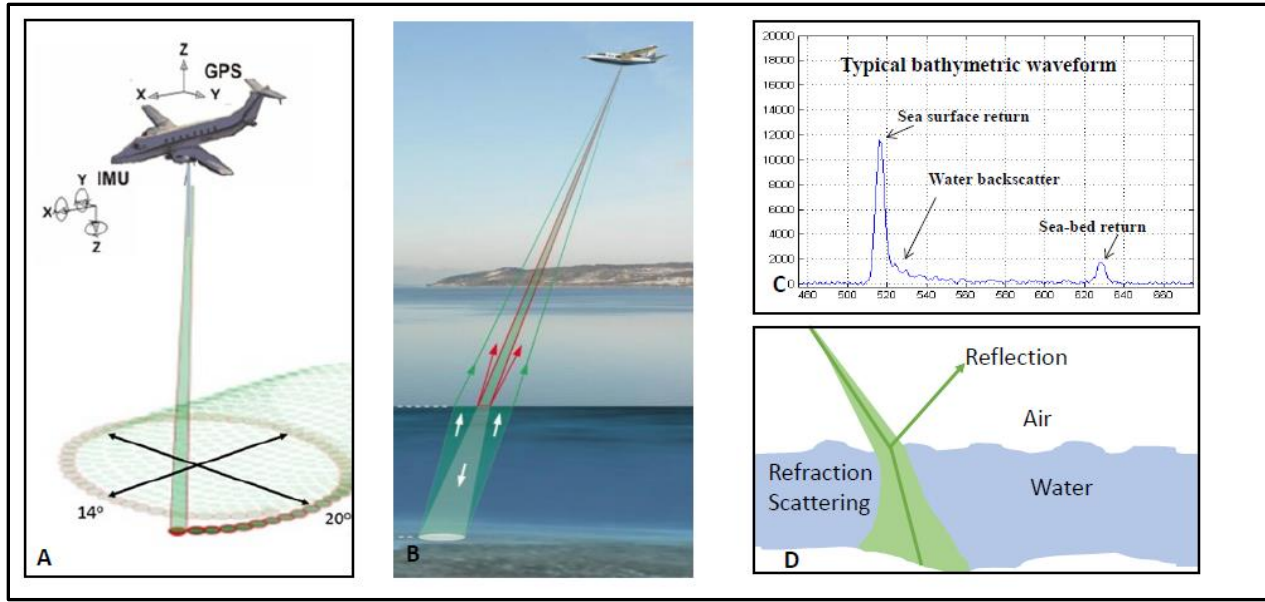 Z
GPS
X
Y
IMU
Y
X
Z
14°
20°
A
B
20000
18000
16000
14000
12000
10000
8000
6000
4000
2000
0
Typical bathymetric waveform
Sea surface return
Water backscatter
Sea-bed return
C
480 500 520 540 560 580 600 620 640 660
Reflection
Air
Refraction
Scattering
Water
D